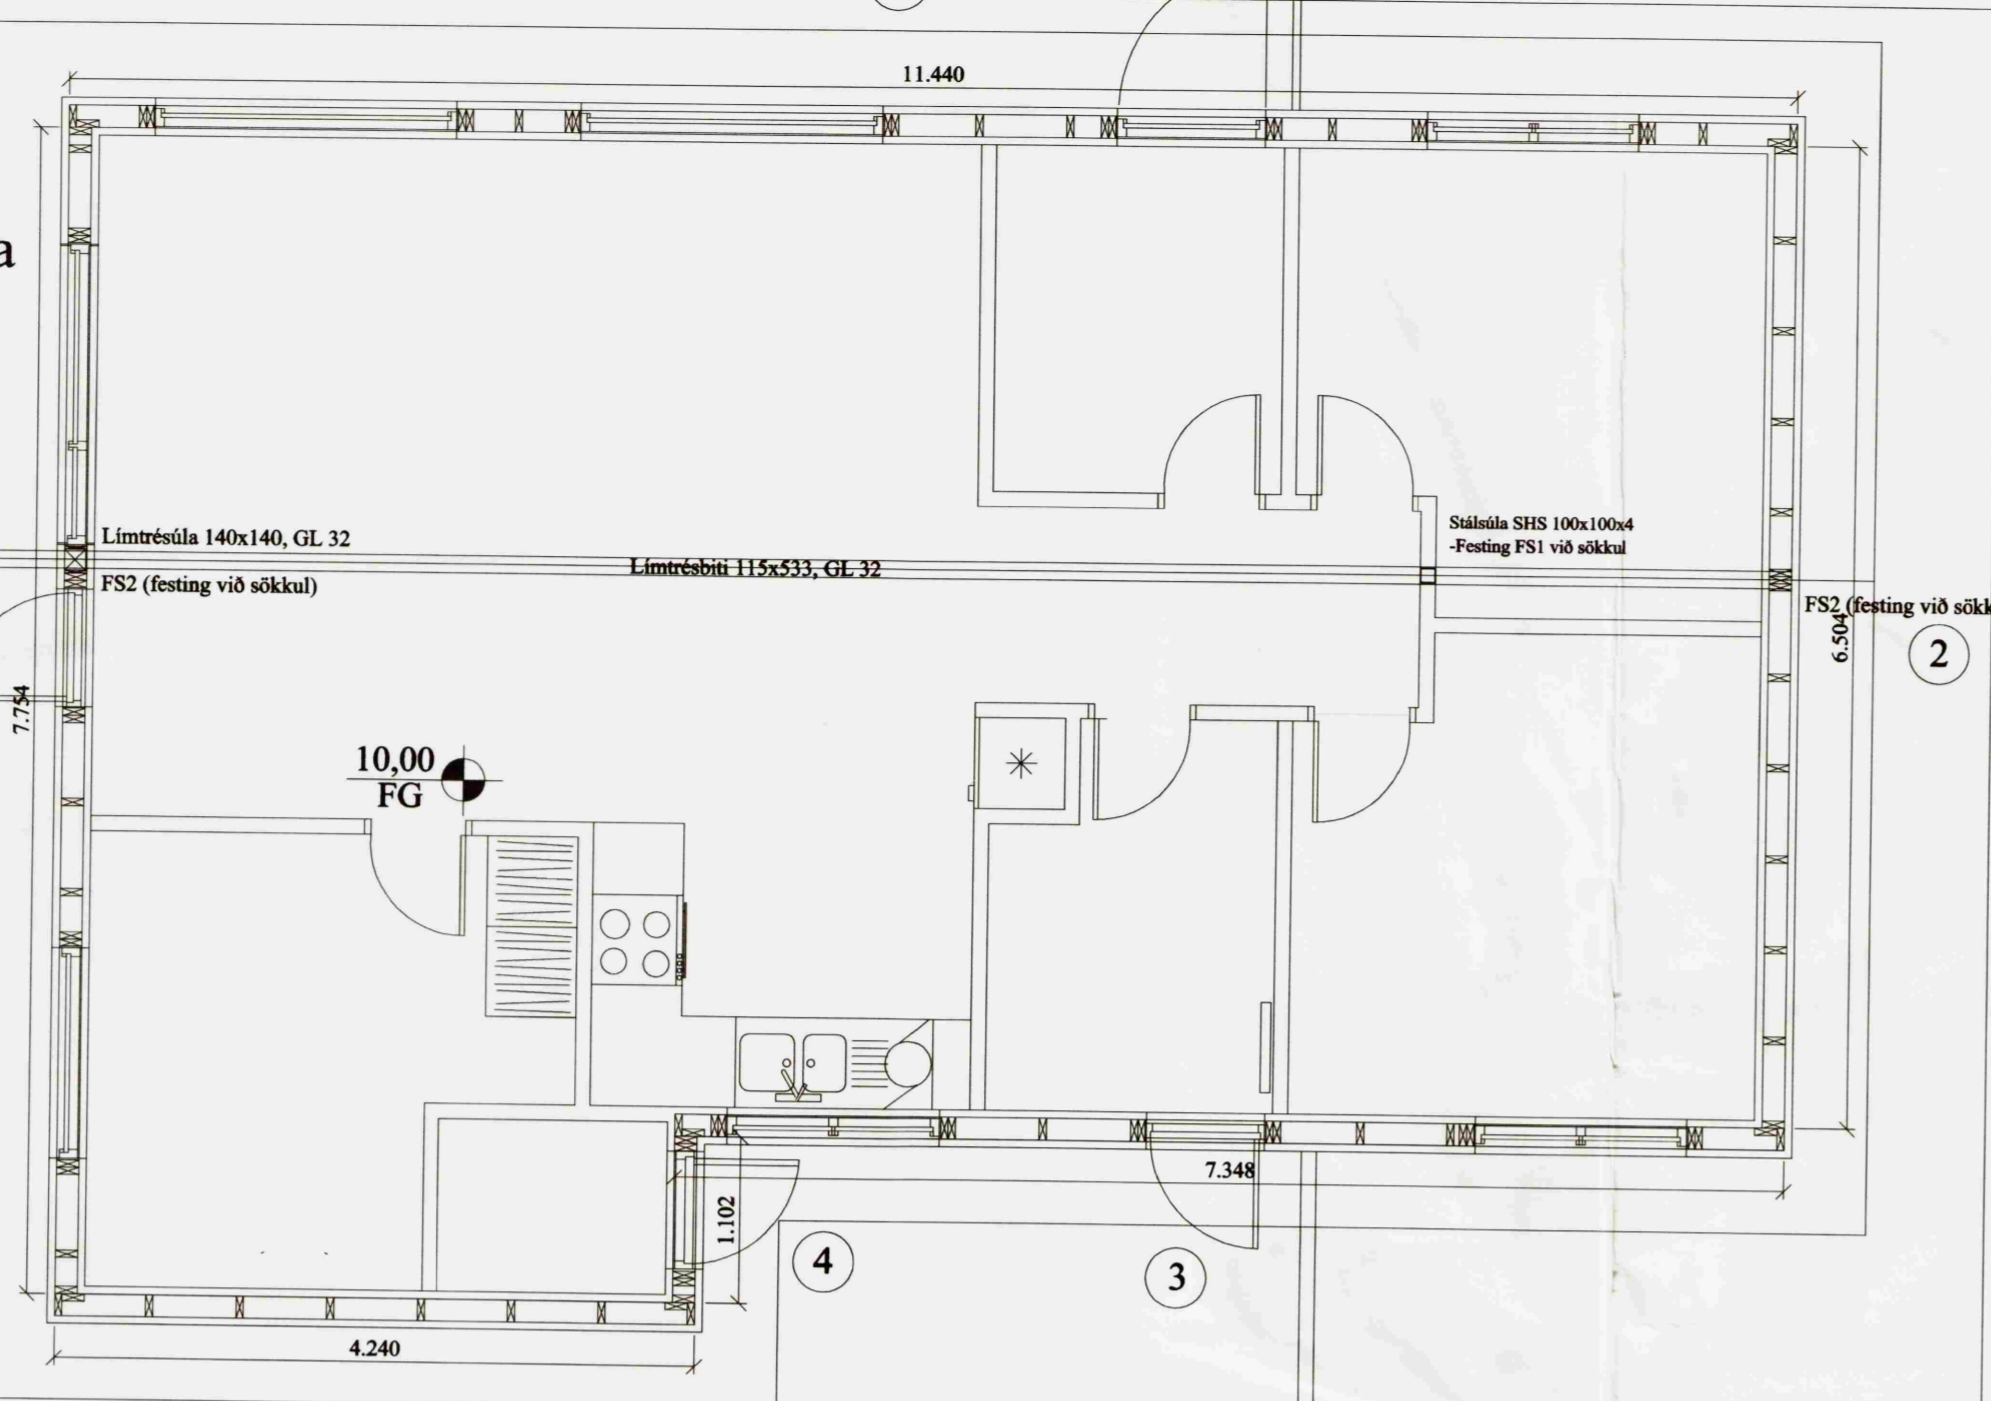 11.440
a
Límtrésúla 140x140, GL 32
FS2 (festing við sökkul)
Límtrésbiti 115x533, GL 32
Stálsúla SHS 100x100x4
-Festing FS1 við sökkul
FS2 (festing við sökk
6.504
2
7.754
10,00
FG
7.348
1.102
4
3
4.240